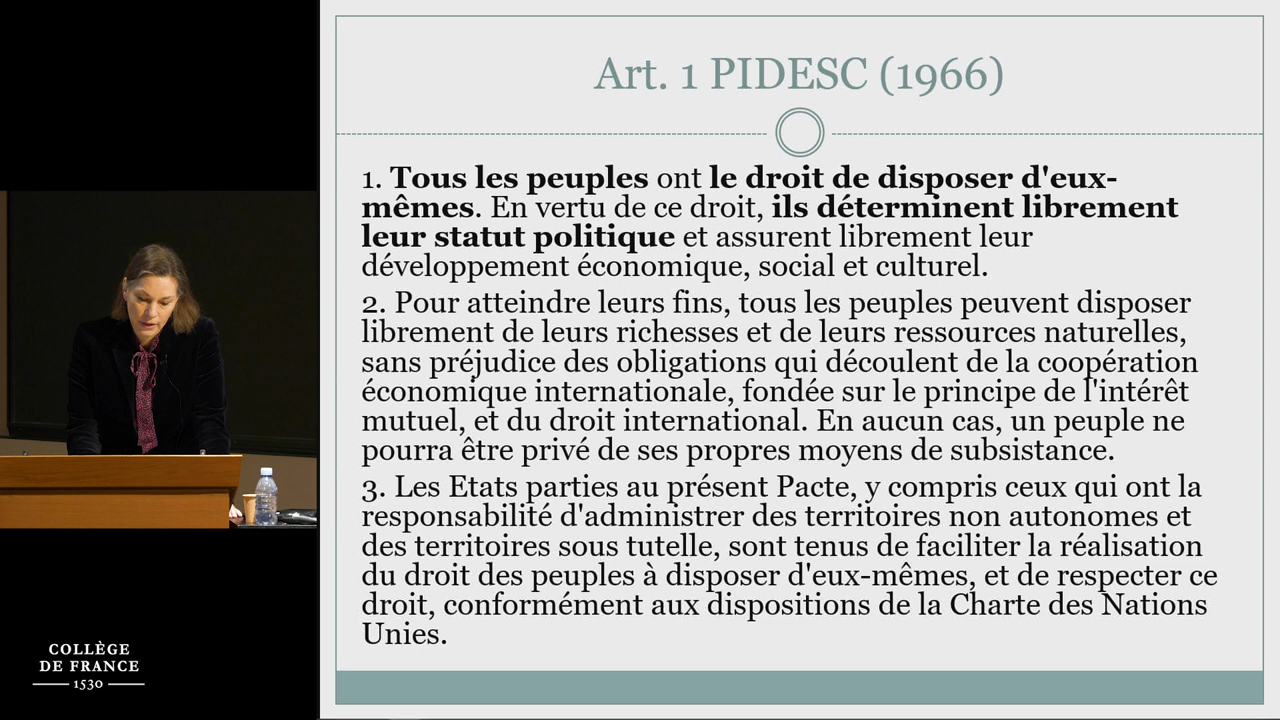 Art. 1 PIDESC (1966)
1. Tous les peuples ont le droit de disposer d'eux-
mêmes. En vertu de ce droit, ils déterminent librement
leur statut politique et assurent librement leur
développement économique, social et culturel.
2. Pour atteindre leurs fins, tous les peuples peuvent disposer
librement de leurs richesses et de leurs ressources naturelles,
sans préjudice des obligations qui découlent de la coopération
économique internationale, fondée sur le principe de l'intérêt
mutuel, et du droit international. En aucun cas, un peuple ne
pourra être privé de ses propres moyens de subsistance.
3. Les Etats parties au présent Pacte, y compris ceux qui ont la
responsabilité d'administrer des territoires non autonomes et
des territoires sous tutelle, sont tenus de faciliter la réalisation
du droit des peuples à disposer d'eux-mêmes, et de respecter ce
droit, conformément aux dispositions de la Charte des Nations
Unies.
COLLÈGE
DE FRANCE
1530